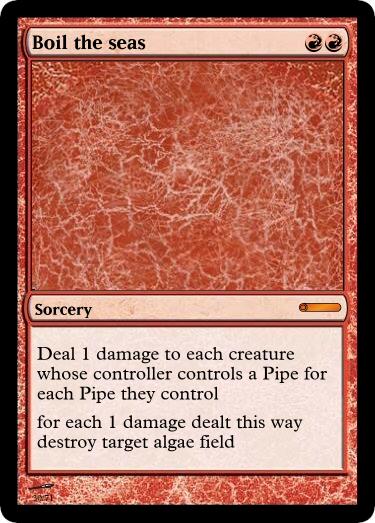 Boil the seas
Sorcery
Deal 1 damage to each creature
whose controller controls a Pipe for
each Pipe they control
for each 1 damage dealt this way
destroy target algae field